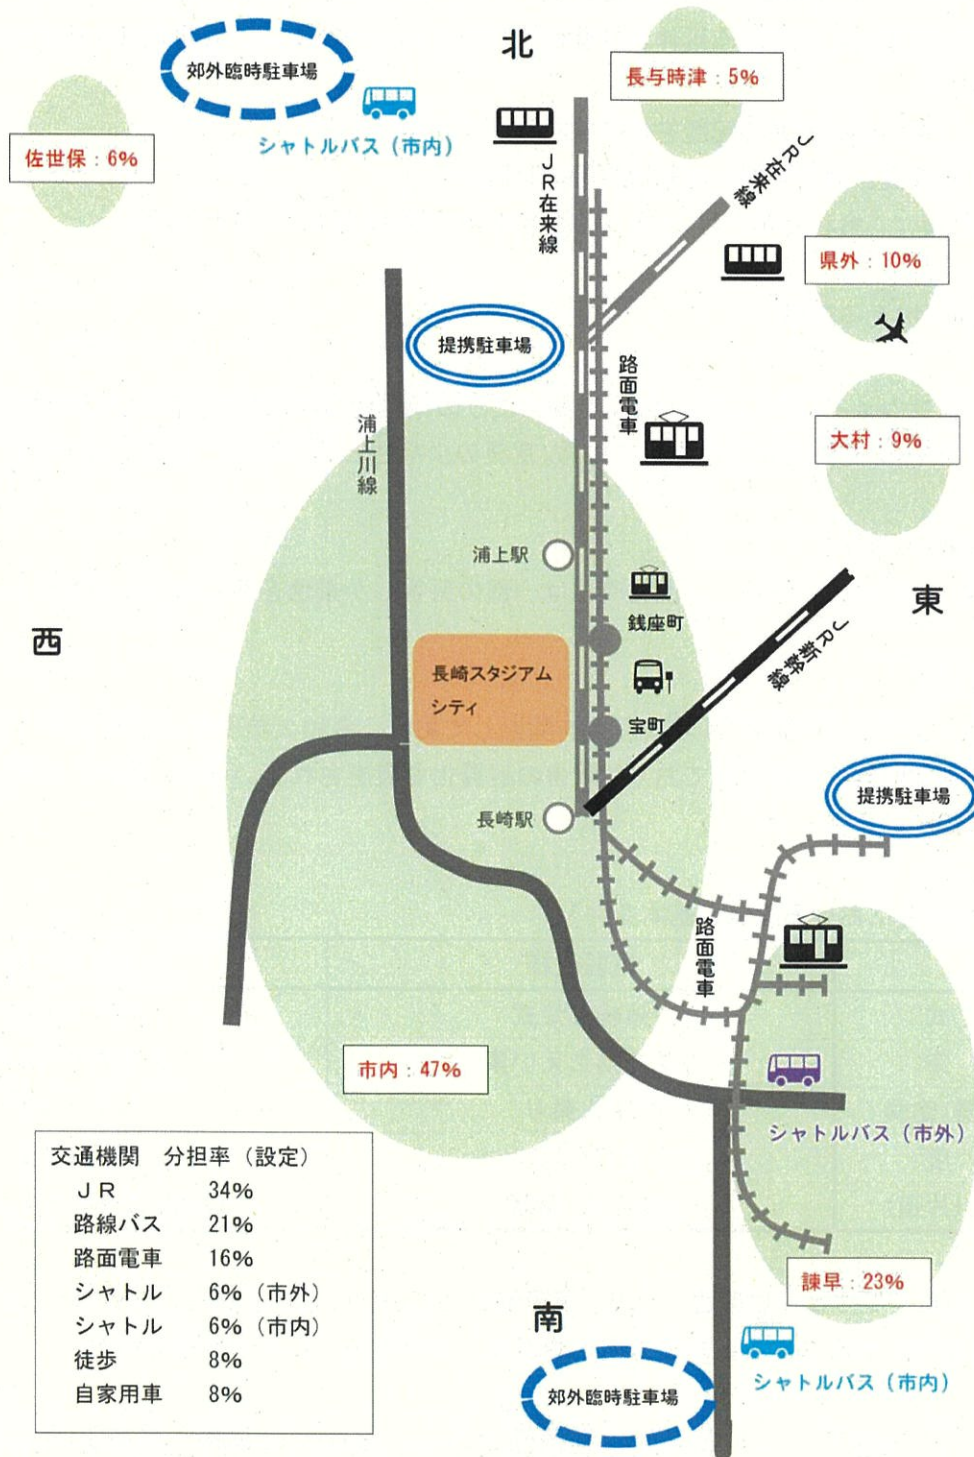 北
郊外臨時駐車場
シャトルバス（市内）
長与時津：5%
佐世保：6%
JR在来線
JR在来線
県外：10%
提携駐車場
路面電車
大村：9%
浦上川線
浦上駅
銭座町
東
西
長崎スタジアム
シティ
JR新幹線
宝町
長崎駅
提携駐車場
路面電車
市内：47%
シャトルバス（市外）
交通機関　分担率（設定）
ＪＲ　34%
路線バス　21%
路面電車　16%
シャトル　6%（市外）
シャトル　6%（市内）
徒歩　8%
自家用車　8%
諫早：23%
南
シャトルバス（市内）
郊外臨時駐車場